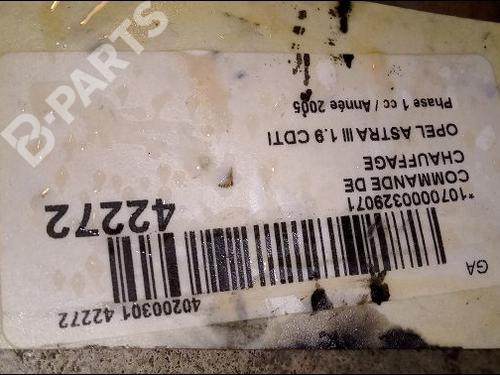 GA
*1070000329071
COMMANDE DE
CHAUFFAGE
OPEL ASTRA III 1.9 CDTI
Phase 1 cc / Année 2005
42272
40200301 42272
B-PARTS